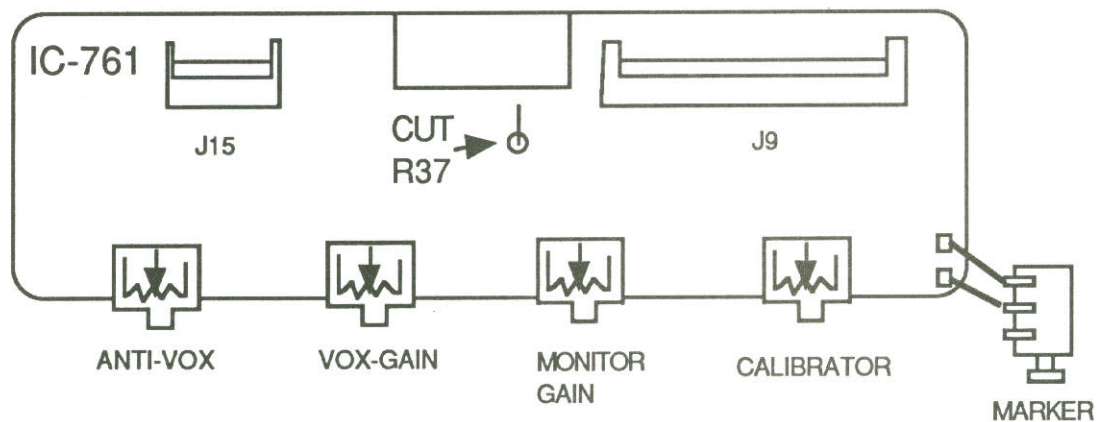 IC-761
J15
CUT
R37
J9
ANTI-VOX
VOX-GAIN
MONITOR
GAIN
CALIBRATOR
MARKER